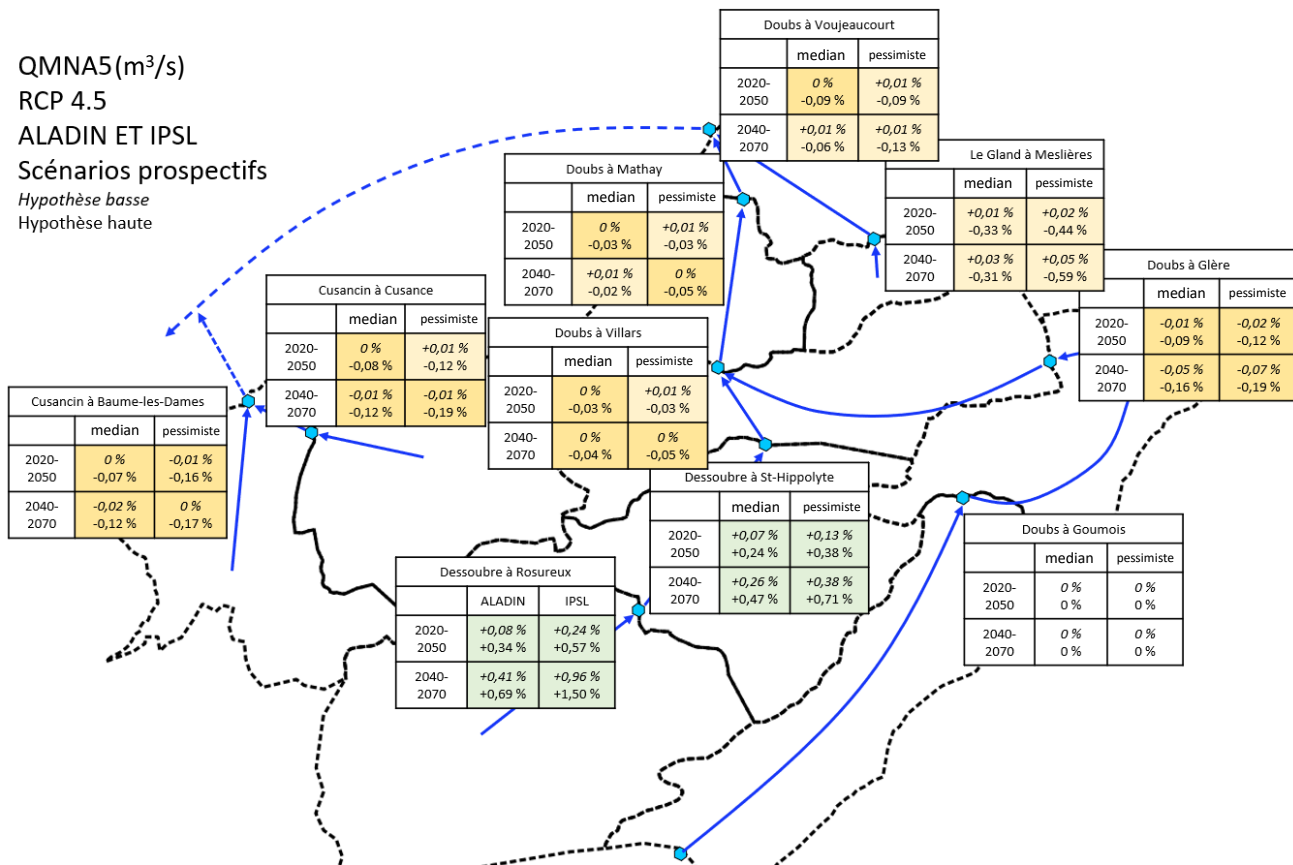 QMNA5(m³/s)
RCP 4.5
ALADIN ET IPSL
Scénarios prospectifs
Hypothèse basse
Hypothèse haute
Doubs à Voujeaucourt
median pessimiste
2020-2050 0 % +0,01 %
-0,09 % -0,09 %
2040-2070 +0,01 % +0,01 %
-0,06 % -0,13 %
Doubs à Mathay
median pessimiste
2020-2050 0 % +0,01 %
-0,03 % -0,03 %
2040-2070 +0,01 % 0 %
-0,02 % -0,05 %
Le Gland à Meslières
median pessimiste
2020-2050 +0,01 % +0,02 %
-0,33 % -0,44 %
2040-2070 +0,03 % +0,05 %
-0,31 % -0,59 %
Doubs à Glère
median pessimiste
2020-2050 -0,01 % -0,02 %
-0,09 % -0,12 %
2040-2070 -0,05 % -0,07 %
-0,16 % -0,19 %
Cusancin à Cusance
median pessimiste
2020-2050 0 % +0,01 %
-0,08 % -0,12 %
2040-2070 -0,01 % -0,01 %
-0,12 % -0,19 %
Doubs à Villars
median pessimiste
2020-2050 0 % +0,01 %
-0,03 % -0,03 %
2040-2070 0 % 0 %
-0,04 % -0,05 %
Cusancin à Baume-les-Dames
median pessimiste
2020-2050 0 % -0,01 %
-0,07 % -0,16 %
2040-2070 -0,02 % 0 %
-0,12 % -0,17 %
Dessoubre à St-Hippolyte
median pessimiste
2020-2050 +0,07 % +0,13 %
+0,24 % +0,38 %
2040-2070 +0,26 % +0,38 %
+0,47 % +0,71 %
Doubs à Goumois
median pessimiste
2020-2050 0 % 0 %
0 % 0 %
2040-2070 0 % 0 %
0 % 0 %
Dessoubre à Rosureux
ALADIN IPSL
2020-2050 +0,08 % +0,24 %
+0,34 % +0,57 %
2040-2070 +0,41 % +0,96 %
+0,69 % +1,50 %